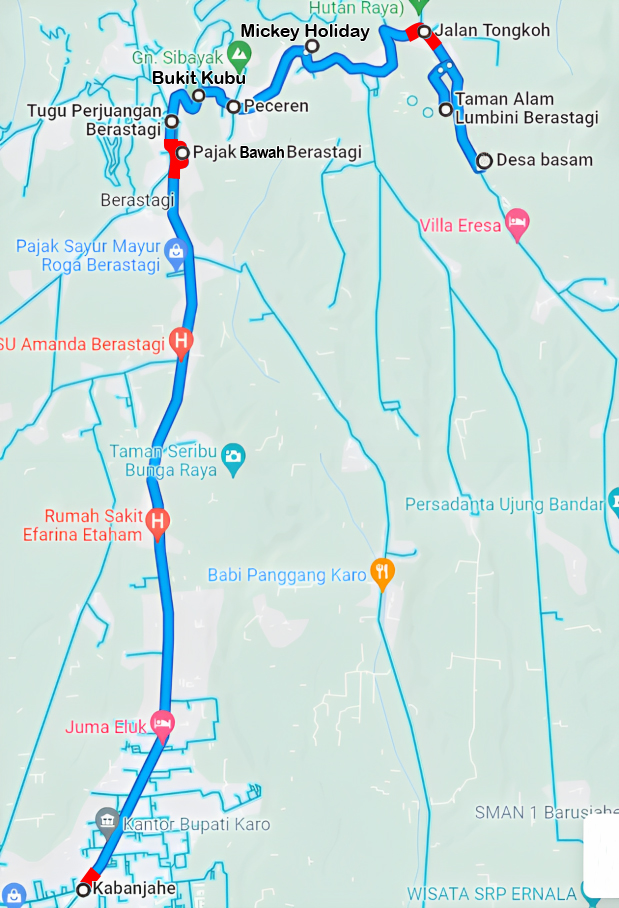 Hutan Raya)
Mickey Holiday
Jalan Tongkoh
Gn. Sibayak
Bukit Kubu
Peceren
Taman Alam
Lumbini Berastagi
Tugu Perjuangan
Berastagi
Pajak Bawah Berastagi
Desa basam
Berastagi
Villa Eresa
Pajak Sayur Mayur
Roga Berastagi
SU Amanda Berastagi
H
Taman Seribu
Bunga Raya
Persadanta Ujung Bandar
Rumah Sakit
Efarina Etaham
H
Babi Panggang Karo
Juma Eluk
SMAN 1 Barusjahe
Kantor Bupati Karo
Kabanjahe
WISATA SRP ERNALA